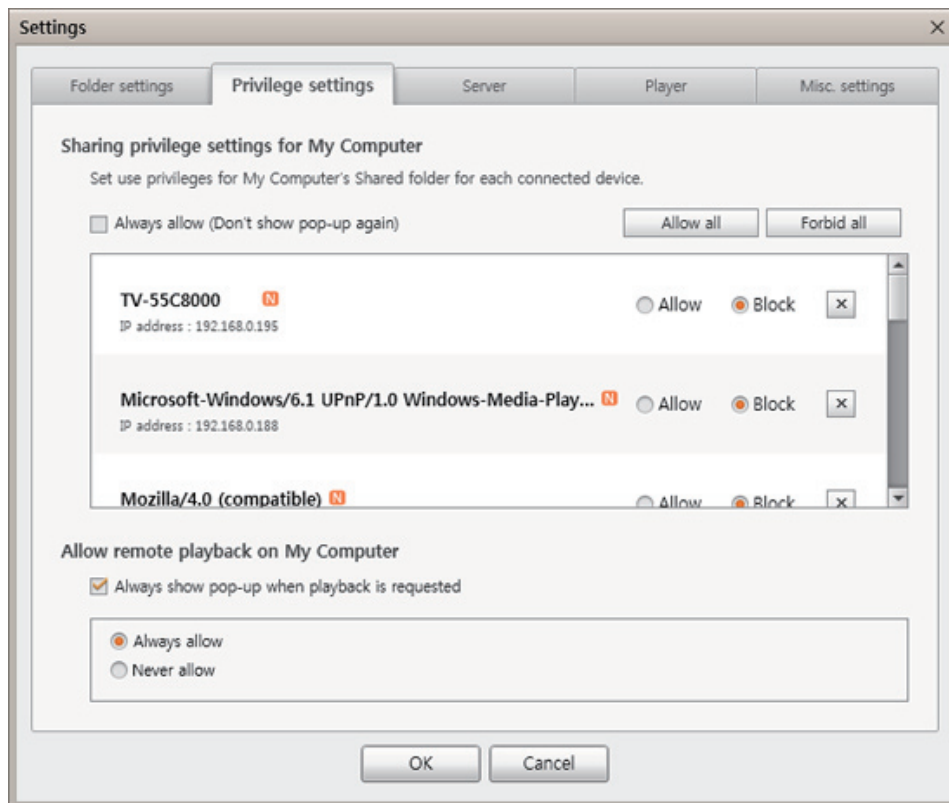 Settings
Folder settings Privilege settings Server Player Misc. settings
Sharing privilege settings for My Computer
Set use privileges for My Computer's Shared folder for each connected device.
Always allow (Don't show pop-up again) Allow all Forbid all
TV-55C8000 N Allow Block
IP address : 192.168.0.195
Microsoft-Windows/6.1 UPnP/1.0 Windows-Media-Play... N Allow Block
IP address : 192.168.0.188
Mozilla/4.0 (compatible) N Allow Block
Allow remote playback on My Computer
Always show pop-up when playback is requested
Always allow
Never allow
OK Cancel